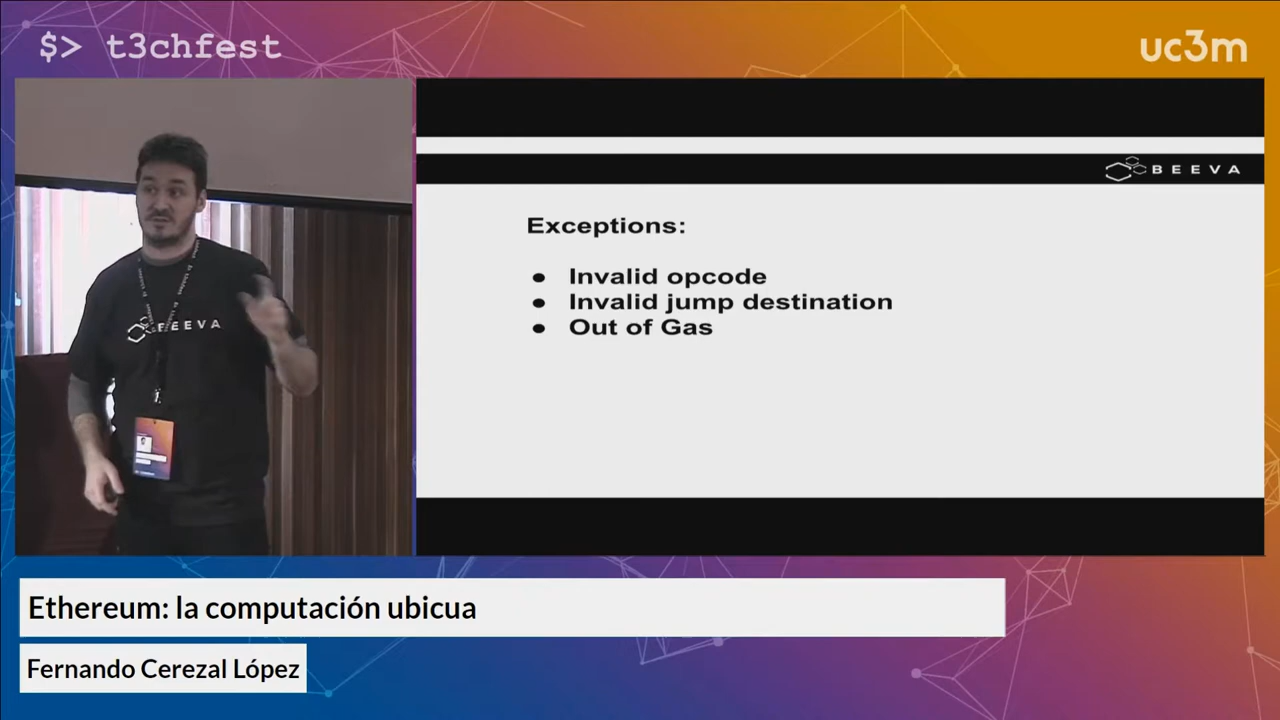 $> t3chfest
uc3m
BEEVA
Exceptions:
● Invalid opcode
● Invalid jump destination
● Out of Gas
BEEVA
Ethereum: la computación ubicua
Fernando Cerezal López